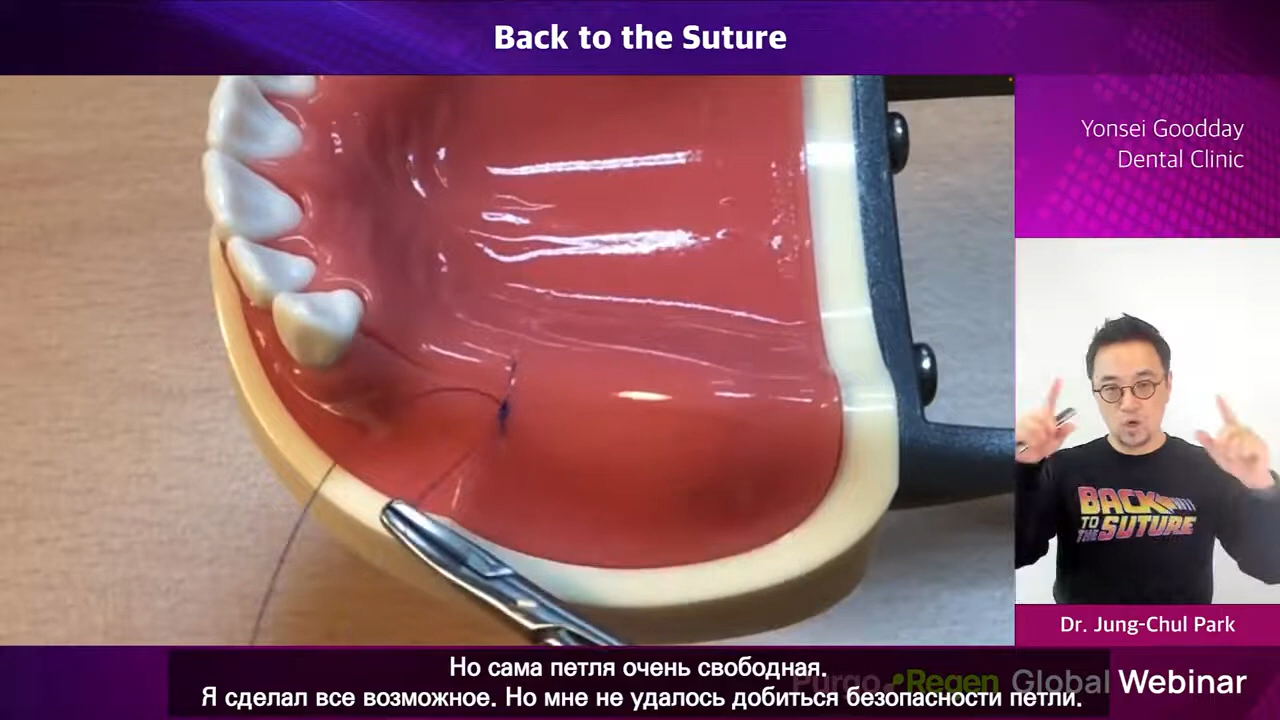 Back to the Suture
Yonsei Goodday
Dental Clinic
BACK
TO THE SUTURE
Dr. Jung-Chul Park
Но сама петля очень свободная.
Я сделал все возможное. Но мне не удалось добиться безопасности петли.
Purgo Regen Global Webinar